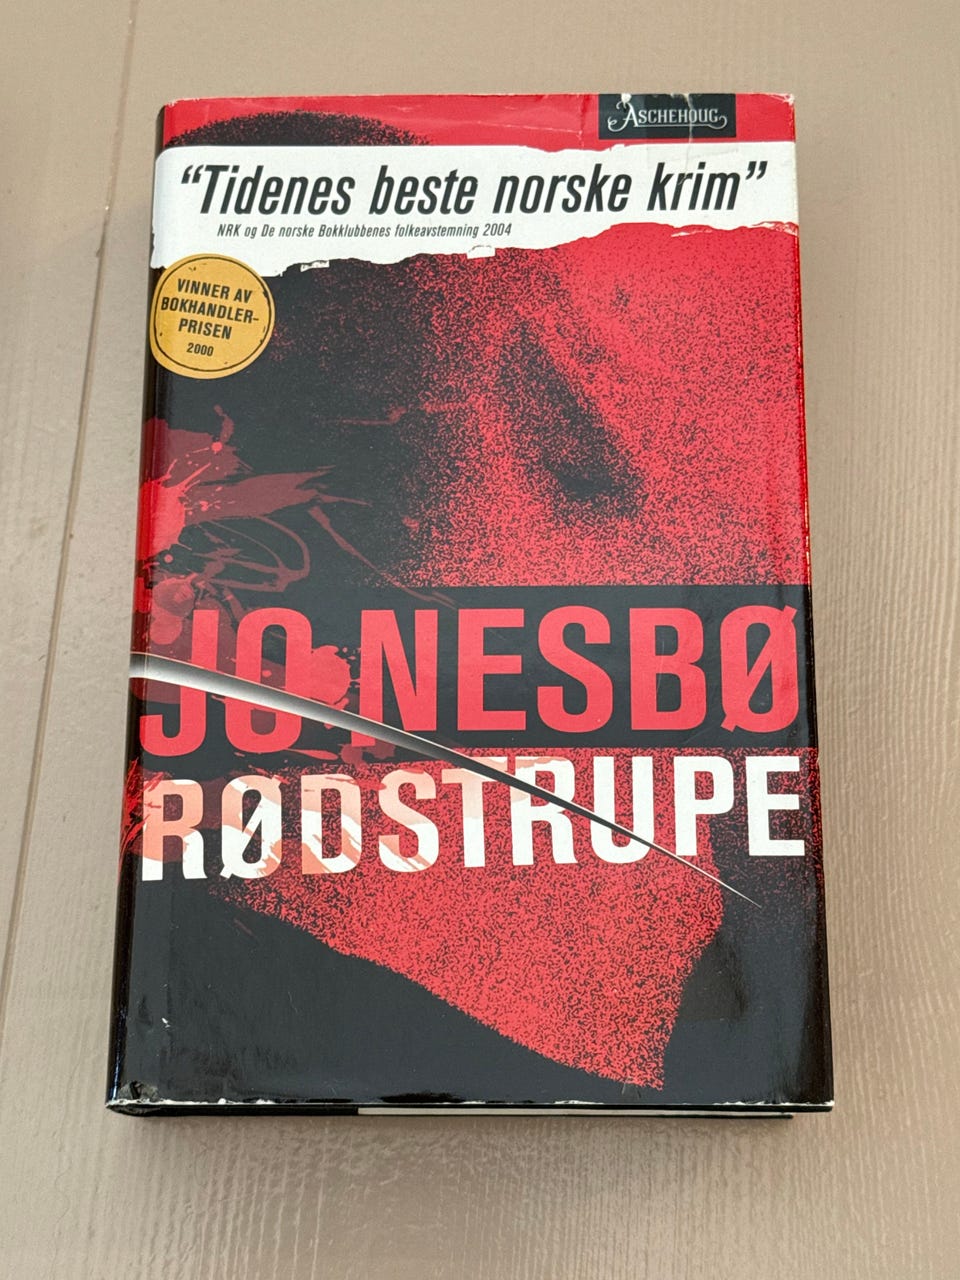 ASCHEHOUG
“Tidenes beste norske krim”
NRK og De norske Bokklubbenes folkeavstemning 2004
VINNER AV
BOKHANDLER-
PRISEN
2000
JO NESBØ
RØDSTRUPE